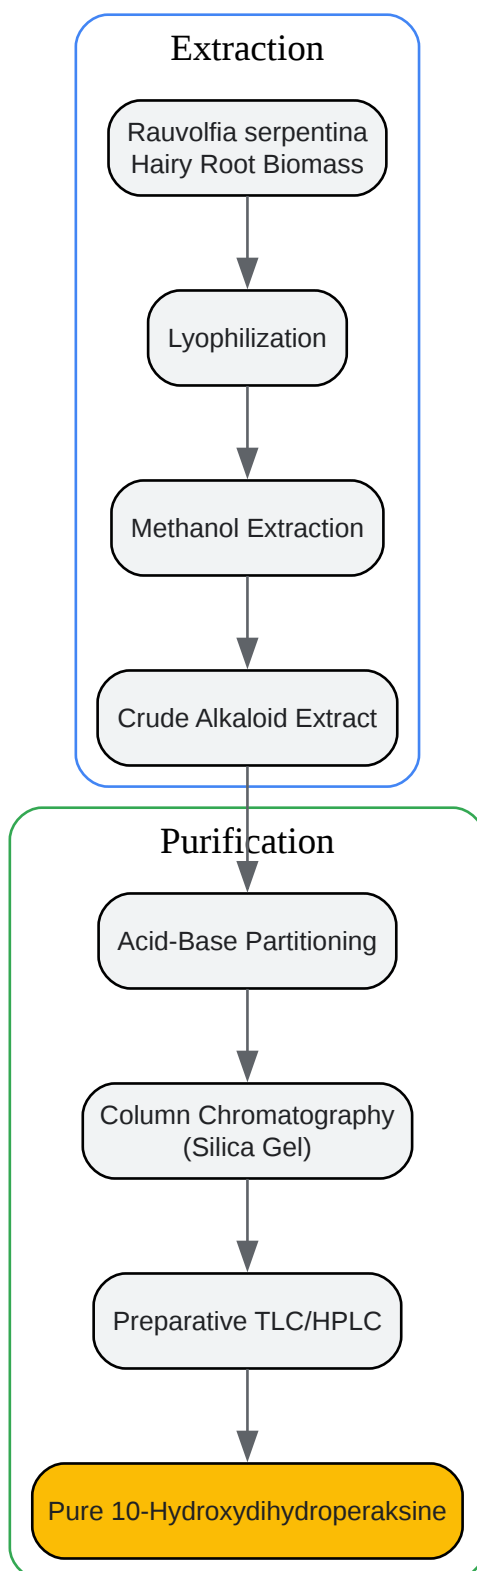 Extraction
Rauvolfia serpentina
Hairy Root Biomass
Lyophilization
Methanol Extraction
Crude Alkaloid Extract
Purification
Acid-Base Partitioning
Column Chromatography
(Silica Gel)
Preparative TLC/HPLC
Pure 10-Hydroxydihydroperaksine